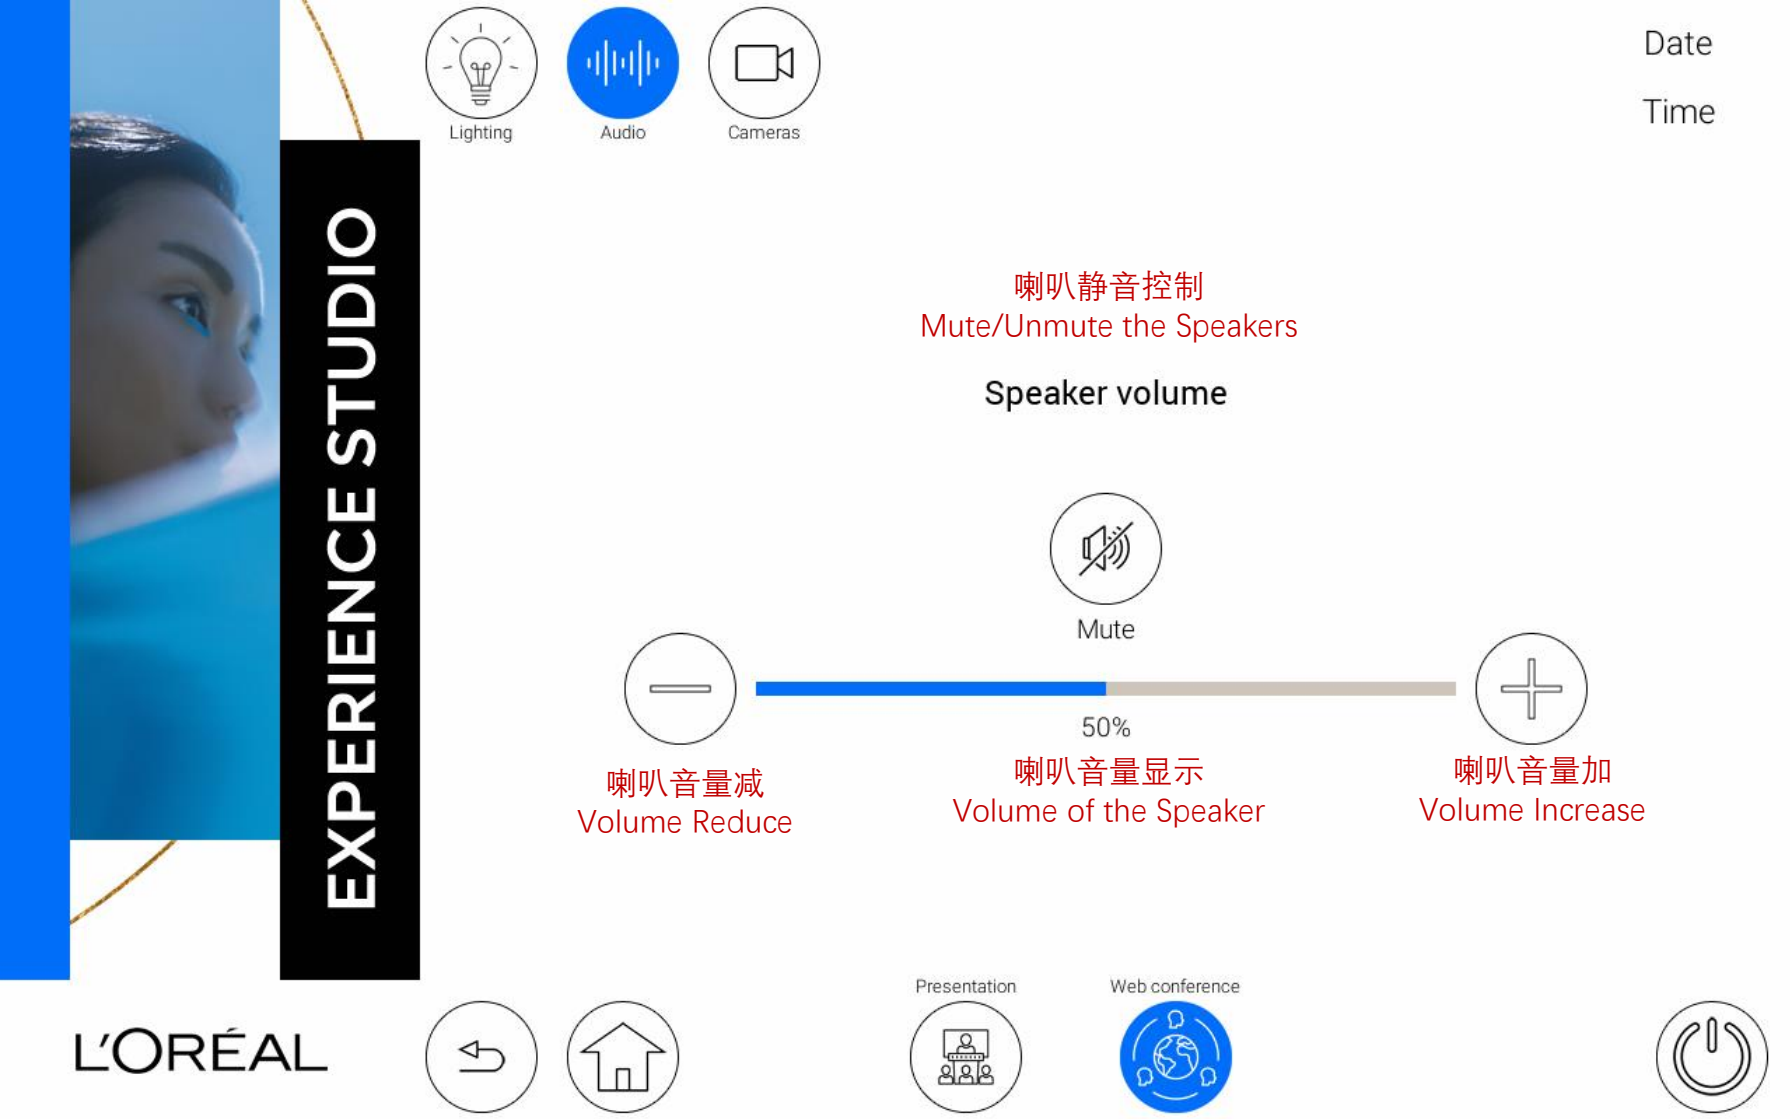 Lighting
Audio
Cameras
Date
Time
EXPERIENCE STUDIO
喇叭静音控制
Mute/Unmute the Speakers
Speaker volume
Mute
50%
喇叭音量减
Volume Reduce
喇叭音量显示
Volume of the Speaker
喇叭音量加
Volume Increase
Presentation
Web conference
L'ORÉAL